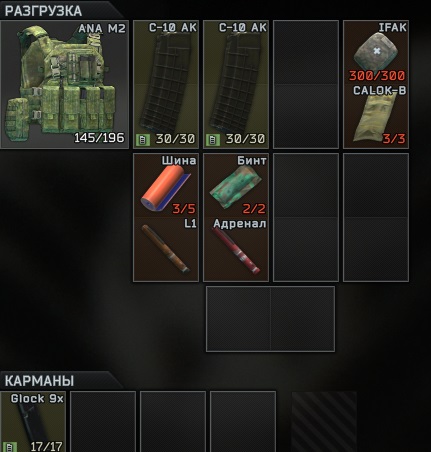 РАЗГРУЗКА
ANA M2
145/196
C-10 AK
30/30
C-10 AK
30/30
IFAK
300/300
CALOK-B
3/3
Шина
3/5
Бинт
2/2
L1
Адренал
КАРМАНЫ
Glock 9x
17/17